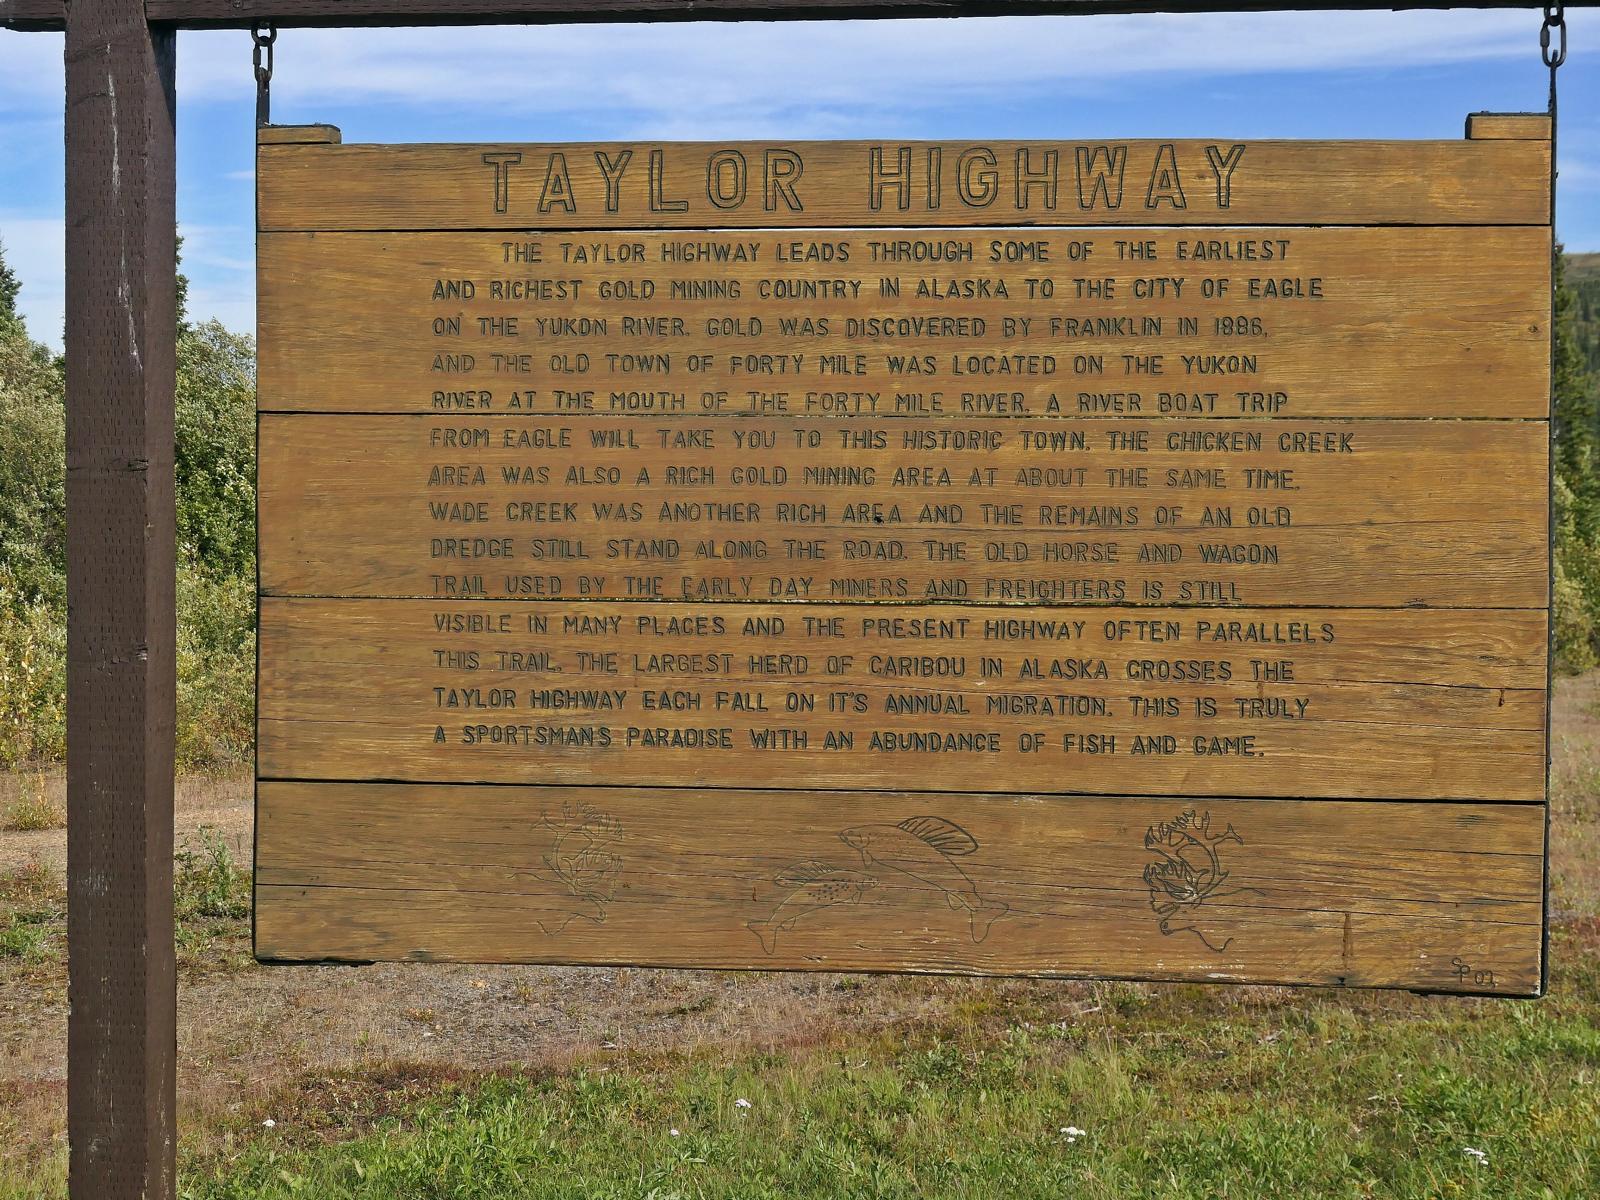 TAYLOR HIGHWAY
THE TAYLOR HIGHWAY LEADS THROUGH SOME OF THE EARLIEST
AND RICHEST GOLD MINING COUNTRY IN ALASKA TO THE CITY OF EAGLE
ON THE YUKON RIVER. GOLD WAS DISCOVERED BY FRANKLIN IN 1886,
AND THE OLD TOWN OF FORTY MILE WAS LOCATED ON THE YUKON
RIVER AT THE MOUTH OF THE FORTY MILE RIVER. A RIVER BOAT TRIP
FROM EAGLE WILL TAKE YOU TO THIS HISTORIC TOWN. THE CHICKEN CREEK
AREA WAS ALSO A RICH GOLD MINING AREA AT ABOUT THE SAME TIME.
WADE CREEK WAS ANOTHER RICH AREA AND THE REMAINS OF AN OLD
DREDGE STILL STAND ALONG THE ROAD. THE OLD HORSE AND WAGON
TRAIL USED BY THE EARLY DAY MINERS AND FREIGHTERS IS STILL
VISIBLE IN MANY PLACES AND THE PRESENT HIGHWAY OFTEN PARALLELS
THIS TRAIL. THE LARGEST HERD OF CARIBOU IN ALASKA CROSSES THE
TAYLOR HIGHWAY EACH FALL ON IT'S ANNUAL MIGRATION. THIS IS TRULY
A SPORTSMAN'S PARADISE WITH AN ABUNDANCE OF FISH AND GAME.
SP 02